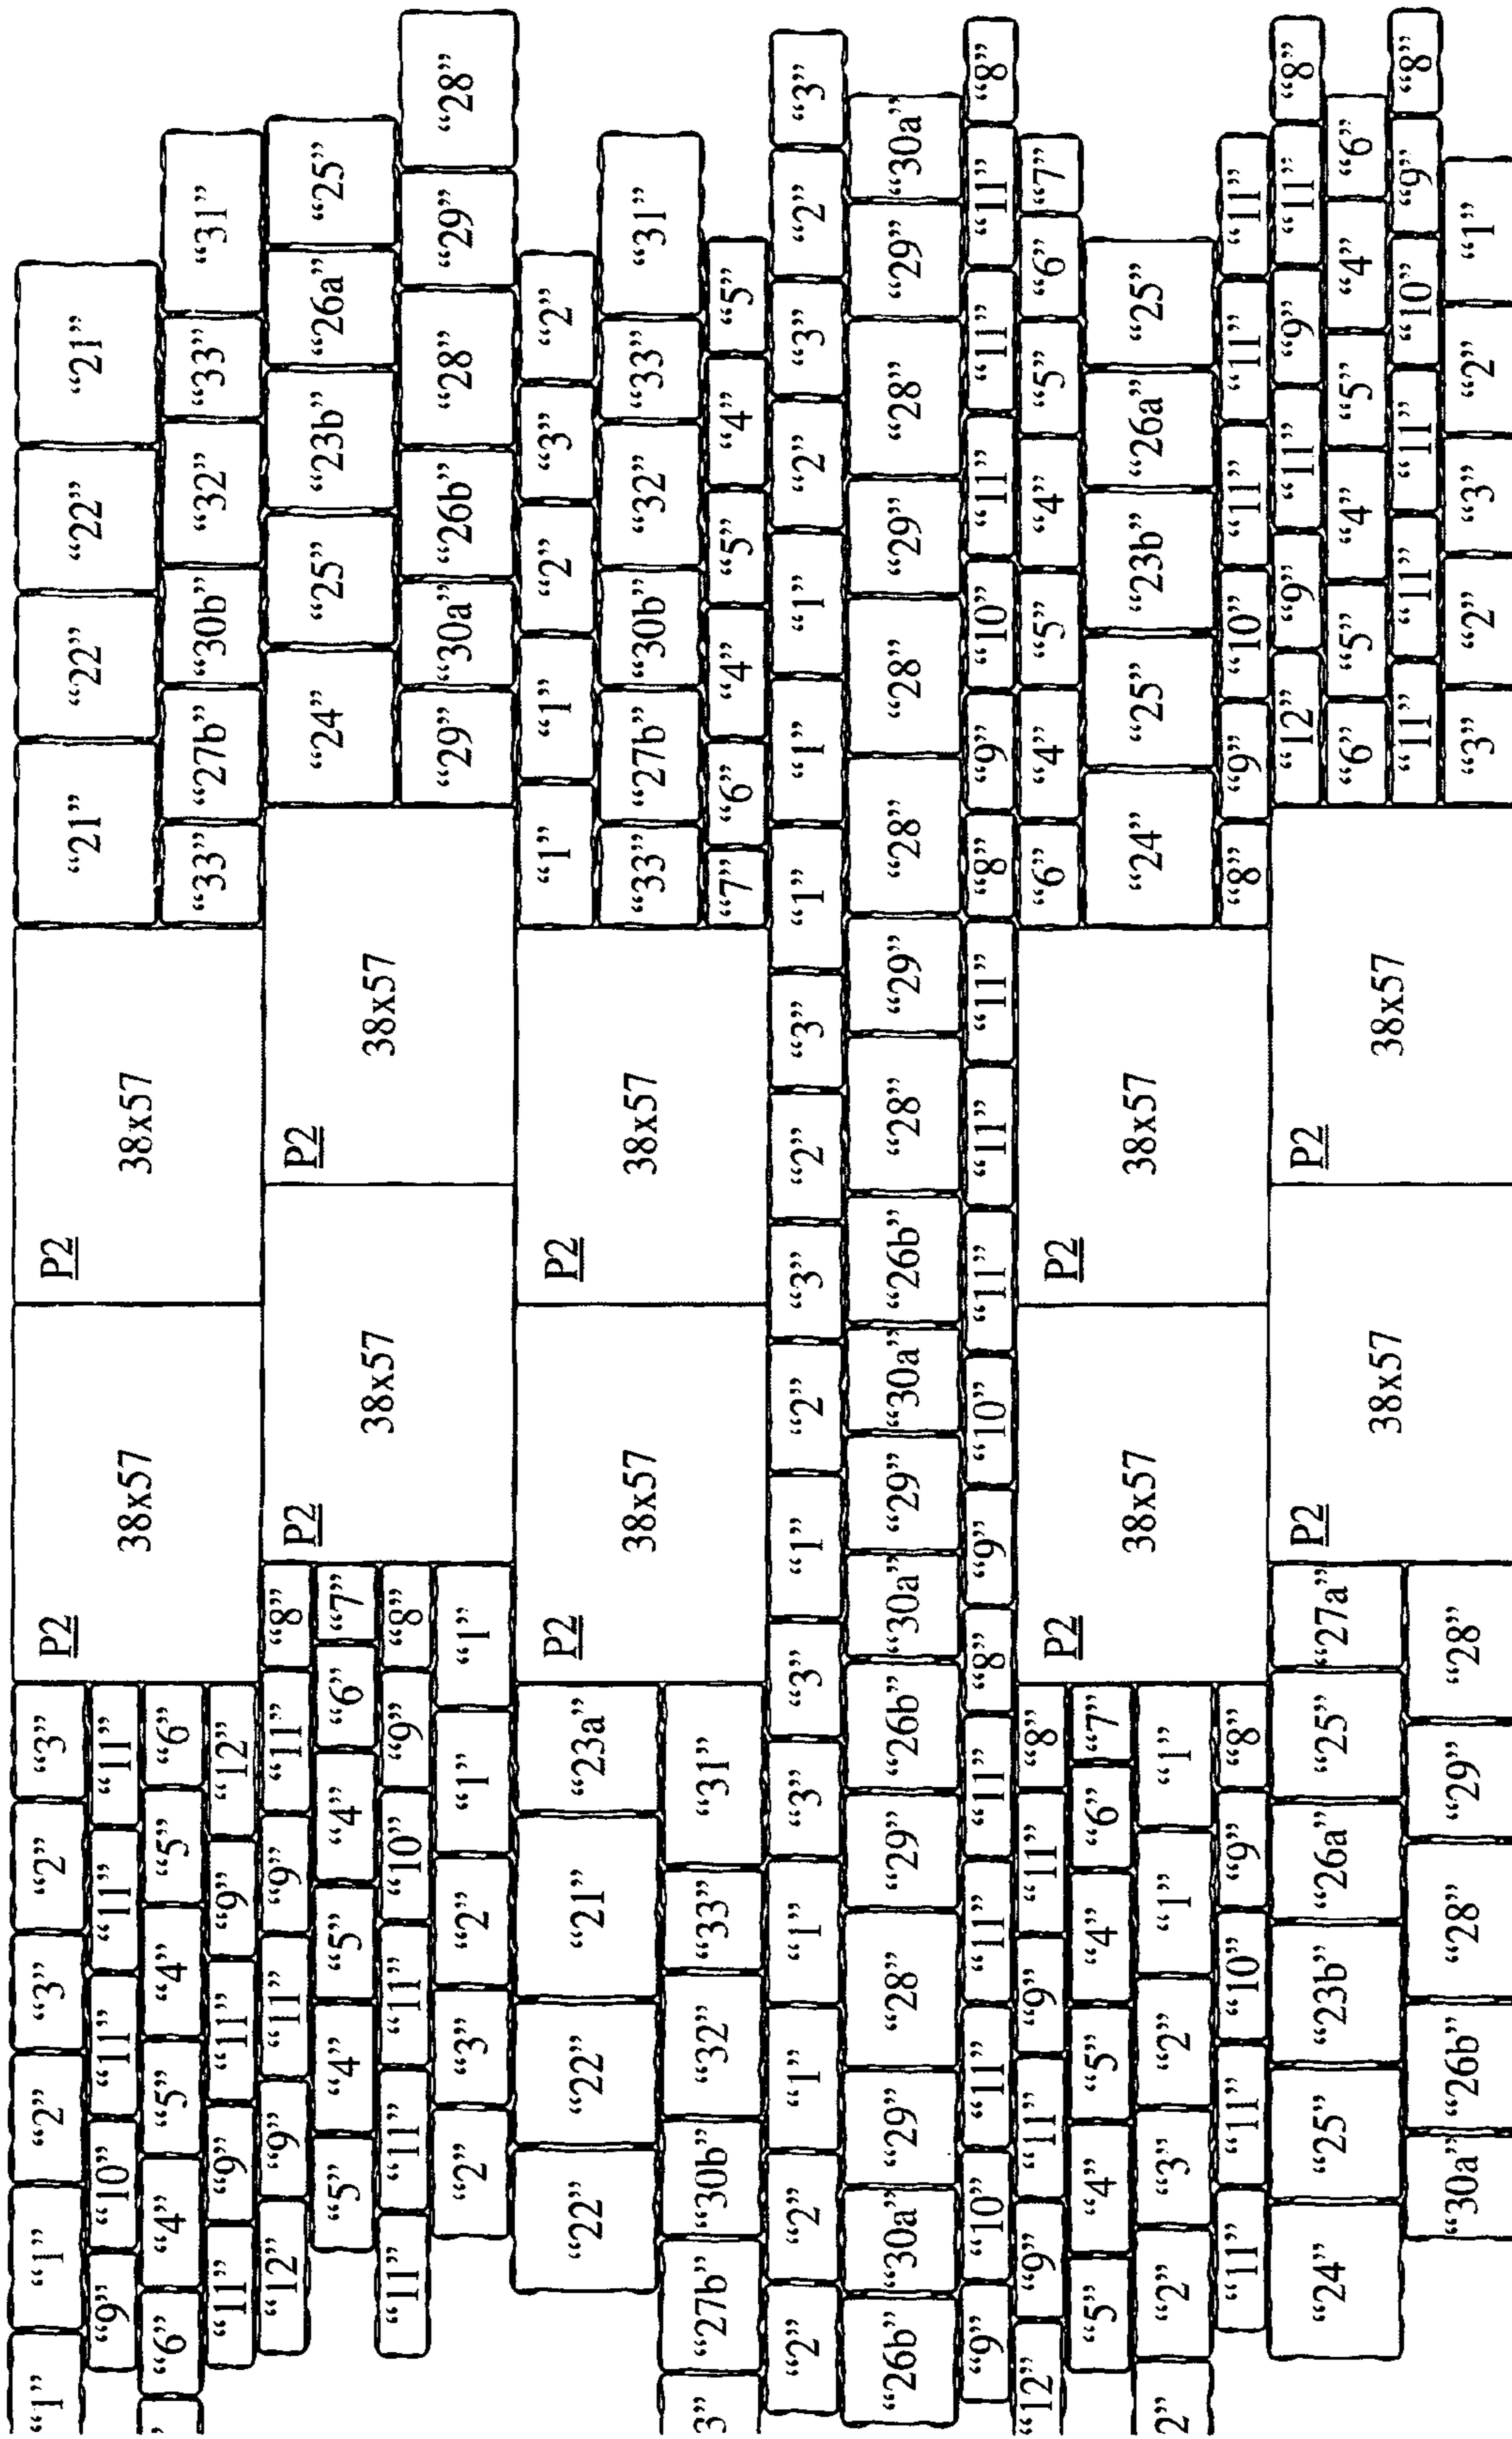 “1” “1” “2” “3” “2” “3”
“9” “10” “11” “11” “11”
“6” “4” “5” “4” “5” “6”
“11” “9” “11” “9” “12”
P2 P2
38x57 38x57
“21” “22” “22” “21”
“33” “27b” “30b” “32” “33” “31”
“12” “9” “11” “9” “11” “8”
“5” “4” “5” “4” “6” “7”
“11” “11” “11” “10” “9” “8”
“2” “2” “3” “2” “1” “1”
P2 P2
38x57 38x57
“24” “25” “23b” “26a” “25”
“29” “30a” “26b” “28” “29” “28”
“22” “22” “21” “23a”
3” “27b” “30b” “32” “33” “31”
P2 P2
38x57 38x57
“1” “1” “2” “3” “2”
“33” “27b” “30b” “32” “33” “31”
“7” “6” “4” “5” “4” “5”
“2” “2” “1” “1” “3” “3” “1” “2” “3” “2” “3” “1” “1” “1” “2” “3” “2” “3”
“26b” “30a” “29” “28” “29” “26b” “30a” “29” “30a” “26b” “28” “29” “28” “28” “29” “28” “29” “30a”
“9” “10” “11” “11” “11” “8” “9” “10” “11” “11” “11” “8” “9” “10” “11” “11” “11” “8”
“12” “9” “11” “9” “11” “8”
“5” “4” “5” “4” “6” “7”
2” “2” “3” “2” “1” “1”
“11” “11” “10” “9” “8”
P2 P2
38x57 38x57
“6” “4” “5” “4” “5” “6” “7”
“24” “25” “23b” “26a” “25”
“8” “9” “10” “11” “11” “11” “11”
“24” “25” “23b” “26a” “25” “27a”
“30a” “26b” “28” “29” “28”
P2 P2
38x57 38x57
“12” “9” “11” “9” “11” “8”
“6” “5” “4” “5” “4” “6”
“11” “11” “11” “10” “9” “8”
“3” “2” “3” “2” “1”